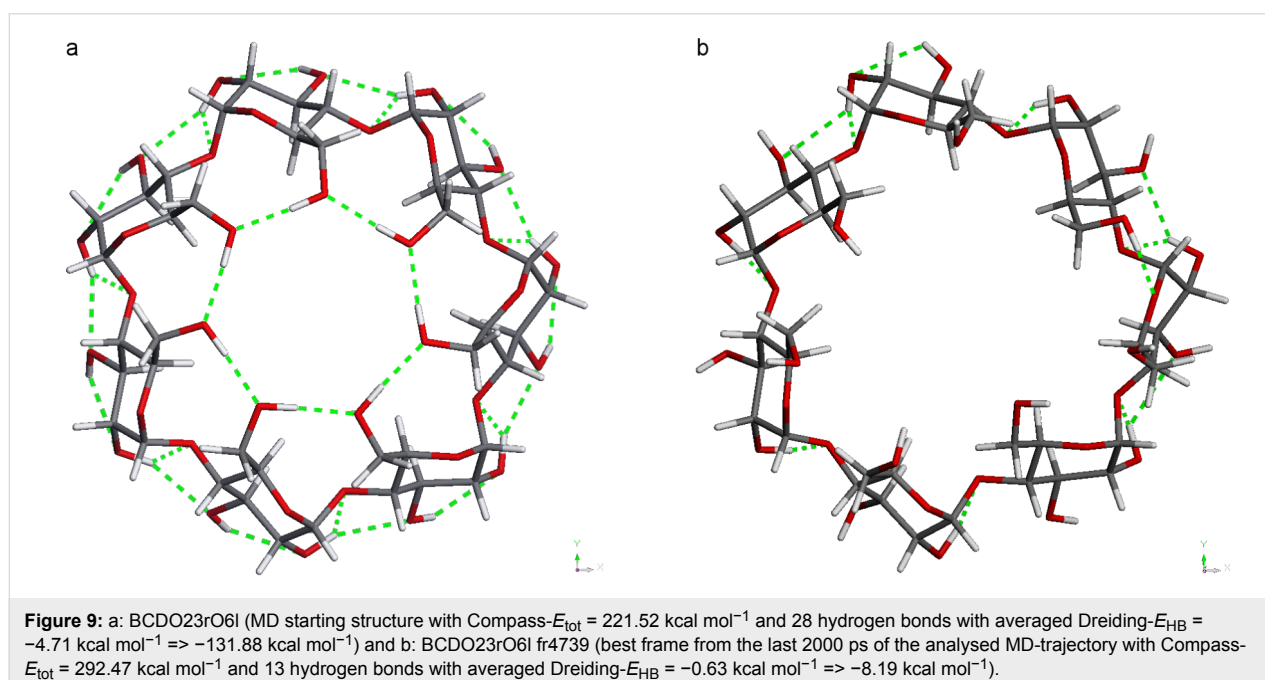 a
b
Y
X
Y
X
Figure 9: a: BCDO23rO6l (MD starting structure with Compass-Etot = 221.52 kcal mol−1 and 28 hydrogen bonds with averaged Dreiding-EHB =
−4.71 kcal mol−1 => −131.88 kcal mol−1) and b: BCDO23rO6l fr4739 (best frame from the last 2000 ps of the analysed MD-trajectory with Compass-
Etot = 292.47 kcal mol−1 and 13 hydrogen bonds with averaged Dreiding-EHB = −0.63 kcal mol−1 => −8.19 kcal mol−1).